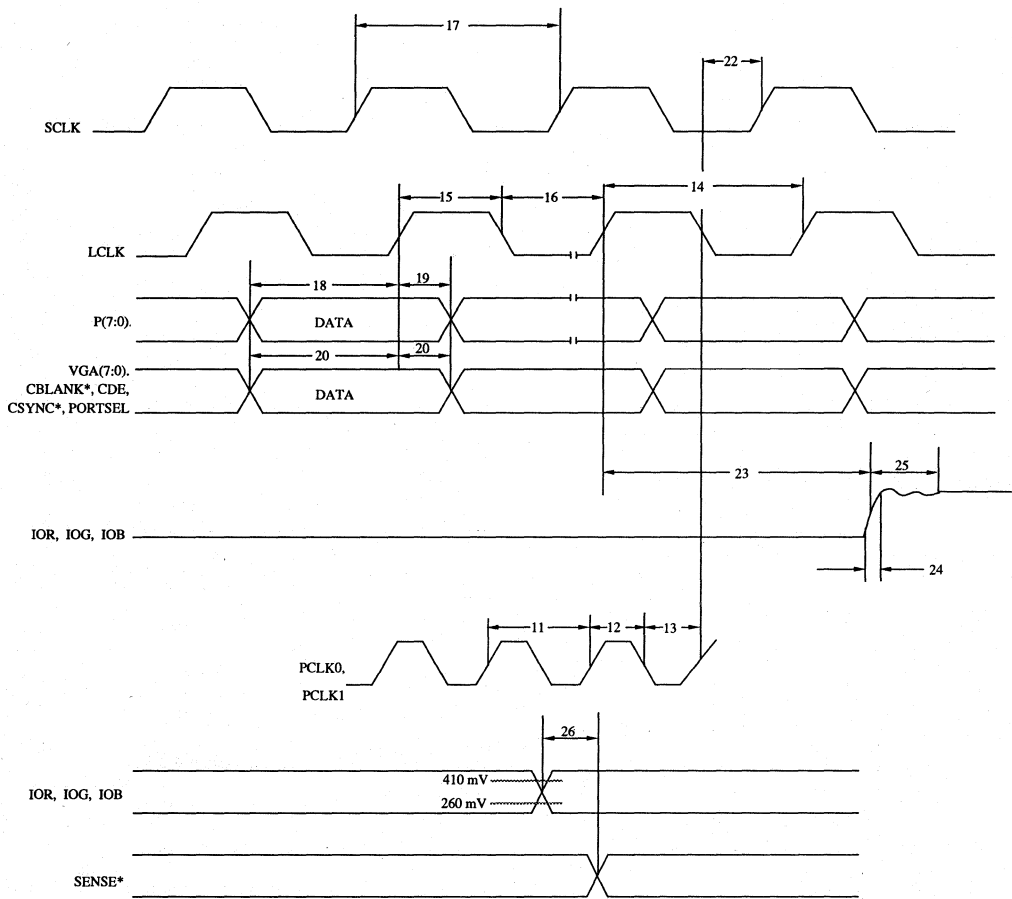 17
22
SCLK
15
16
14
LCLK
18
19
P(7:0).
DATA
20
20
VGA(7:0).
CBLANK*, CDE,
CSYNC*, PORTSEL
DATA
23
25
IOR, IOG, IOB
24
11
12
13
PCLK0,
PCLK1
26
410 mV
IOR, IOG, IOB
260 mV
SENSE*